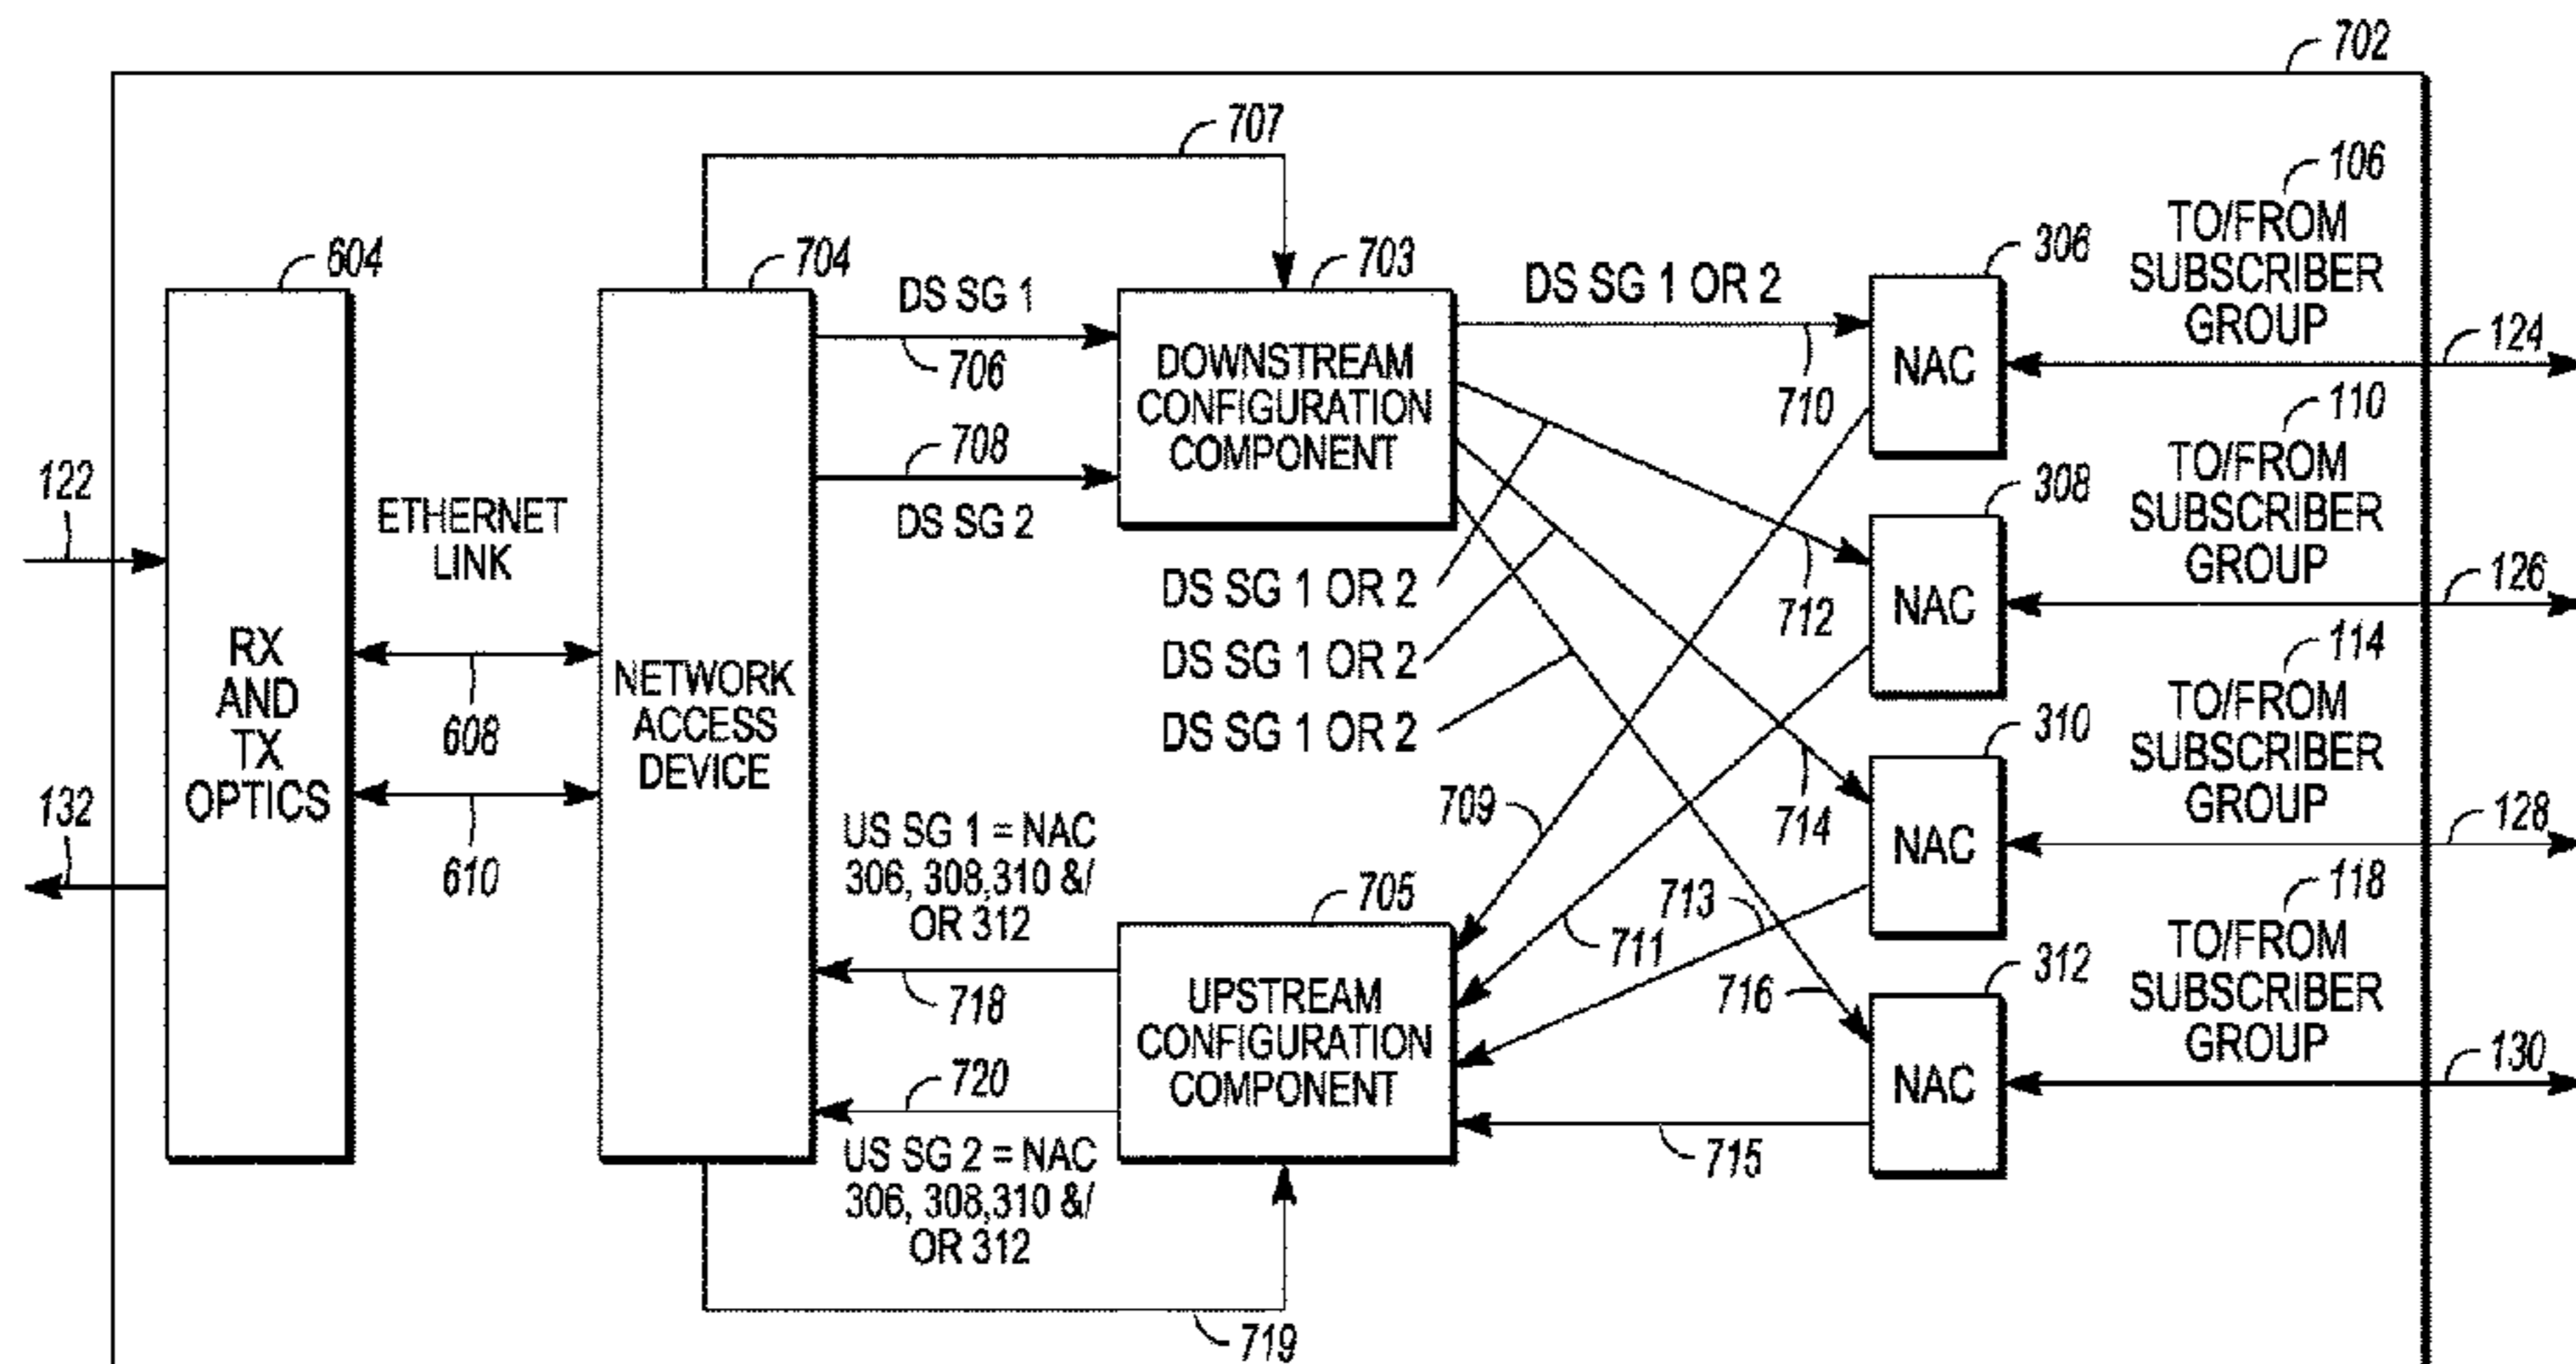 702
707
106
TO/FROM
SUBSCRIBER
GROUP
604
704
703
306
DS SG 1
DS SG 1 OR 2
706
DOWNSTREAM
CONFIGURATION
COMPONENT
710
NAC
124
110
TO/FROM
SUBSCRIBER
GROUP
708
DS SG 2
308
122
ETHERNET
LINK
DS SG 1 OR 2
712
NAC
126
114
TO/FROM
SUBSCRIBER
GROUP
RX
AND
TX
OPTICS
608
NETWORK
ACCESS
DEVICE
DS SG 1 OR 2
DS SG 1 OR 2
310
132
610
US SG 1 = NAC
306, 308,310 &/
OR 312
709
714
NAC
128
118
TO/FROM
SUBSCRIBER
GROUP
705
713
711
312
718
UPSTREAM
CONFIGURATION
COMPONENT
716
NAC
130
720
US SG 2 = NAC
306, 308,310 &/
OR 312
715
719